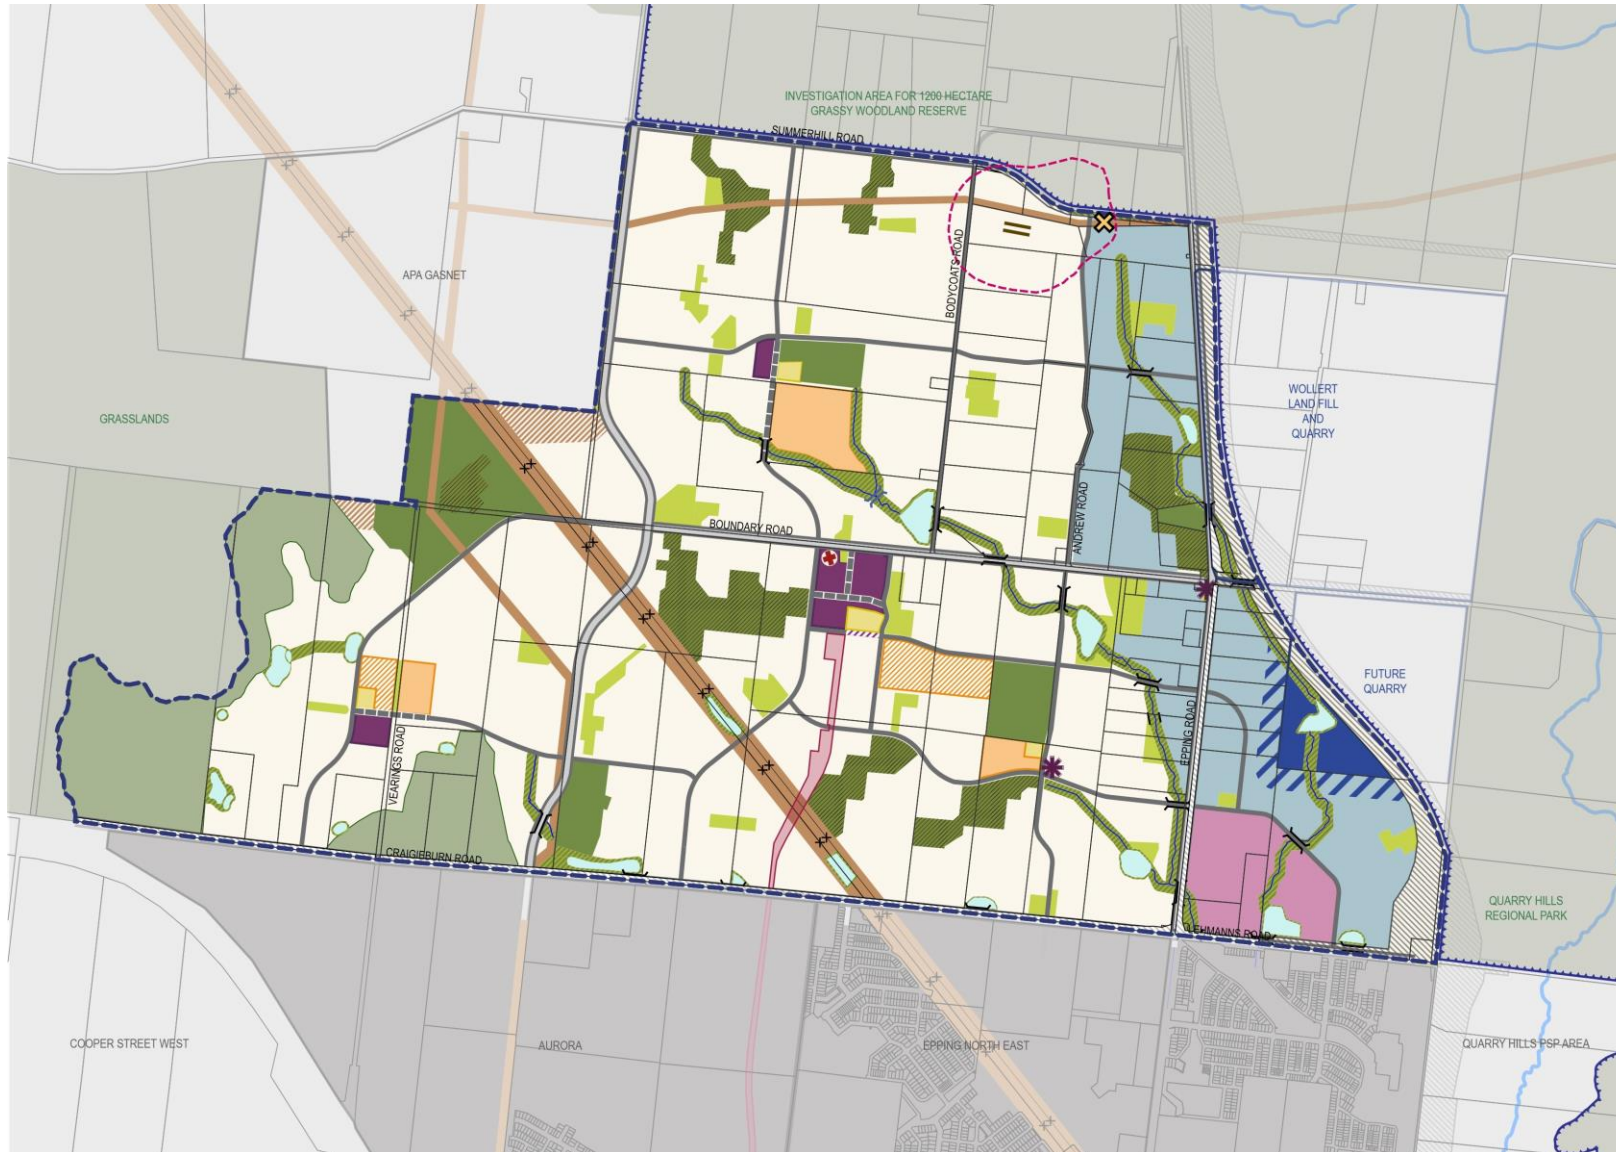 INVESTIGATION AREA FOR 1200 HECTARE
GRASSY WOODLAND RESERVE
SUMMERHILL ROAD
BODYCOATS ROAD
APA GASNET
GRASSLANDS
WOLLERT
LAND FILL
AND
QUARRY
ANDREW ROAD
BOUNDARY ROAD
FUTURE
QUARRY
EPPING ROAD
VEARINGS ROAD
CRAIGIEBURN ROAD
QUARRY HILLS
REGIONAL PARK
LEHMANNS ROAD
COOPER STREET WEST
AURORA
EPPING NORTH EAST
QUARRY HILLS PSP AREA